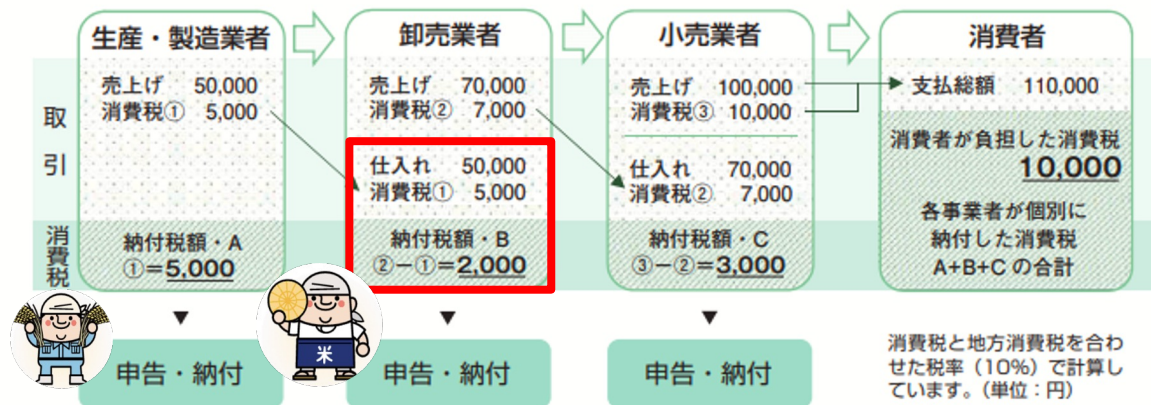 生産・製造業者
卸売業者
小売業者
消費者
取引
売上げ 50,000
消費税① 5,000
売上げ 70,000
消費税② 7,000
仕入れ 50,000
消費税① 5,000
売上げ 100,000
消費税③ 10,000
仕入れ 70,000
消費税② 7,000
支払総額 110,000
消費者が負担した消費税
10,000
各事業者が個別に
納付した消費税
A+B+C の合計
消費税
納付税額・A
①=5,000
納付税額・B
②-①=2,000
納付税額・C
③-②=3,000
米
申告・納付
申告・納付
申告・納付
消費税と地方消費税を合わ
せた税率（10%）で計算し
ています。（単位：円）